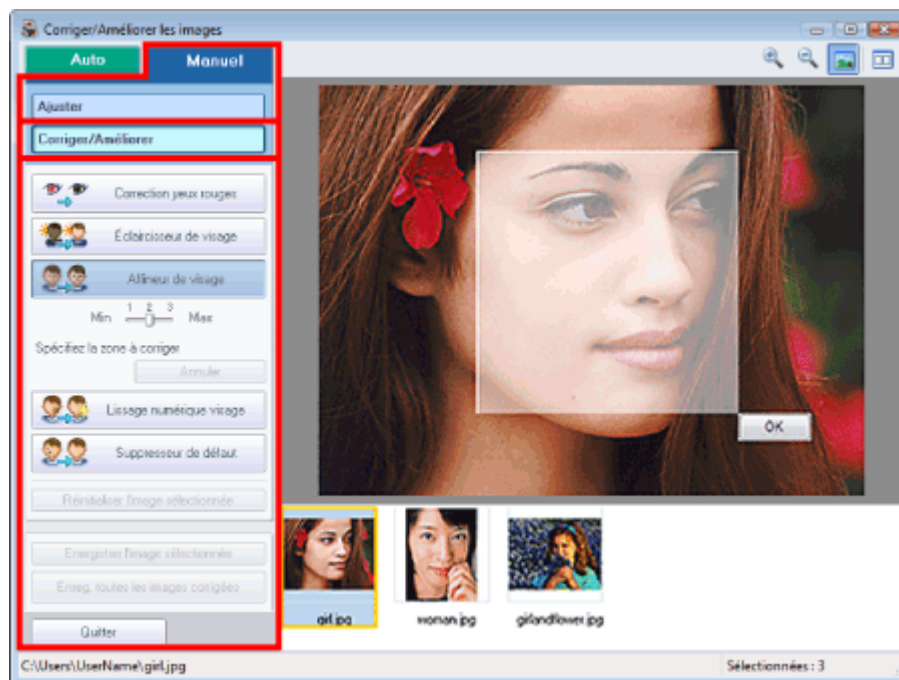 Corriger/Améliorer les images
Auto
Manuel
Ajuster
Corriger/Améliorer
Correction yeux rouges
Éclaircisseur de visage
Affineur de visage
1 2 3
Min Max
Spécifiez la zone à corriger
Annuler
Lissage numérique visage
Suppresseur de défaut
Réinitialiser l'image sélectionnée
Enregistrer l'image sélectionnée
Enreg. toutes les images corrigées
Quitter
OK
girl.jpg
woman.jpg
girlandflower.jpg
C:\Users\UserName\girl.jpg
Sélectionnées : 3